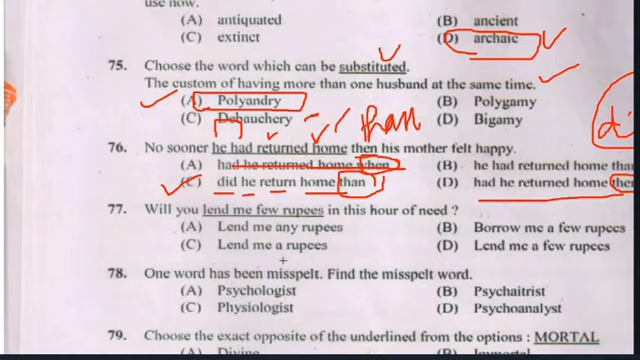 use now.
(A) antiquated (B) ancient
(C) extinct (D) archaic
75. Choose the word which can be substituted.
The custom of having more than one husband at the same time.
(A) Polyandry (B) Polygamy
(C) Debauchery (D) Bigamy
than
76. No sooner he had returned home then his mother felt happy.
(A) had he returned home when (B) he had returned home than
(C) did he return home than (D) had he returned home then
77. Will you lend me few rupees in this hour of need ?
(A) Lend me any rupees (B) Borrow me a few rupees
(C) Lend me a rupees (D) Lend me a few rupees
78. One word has been misspelt. Find the misspelt word.
(A) Psychologist (B) Psychaitrist
(C) Physiologist (D) Psychoanalyst
79. Choose the exact opposite of the underlined from the options : MORTAL
(A) Divine (B) Immortal